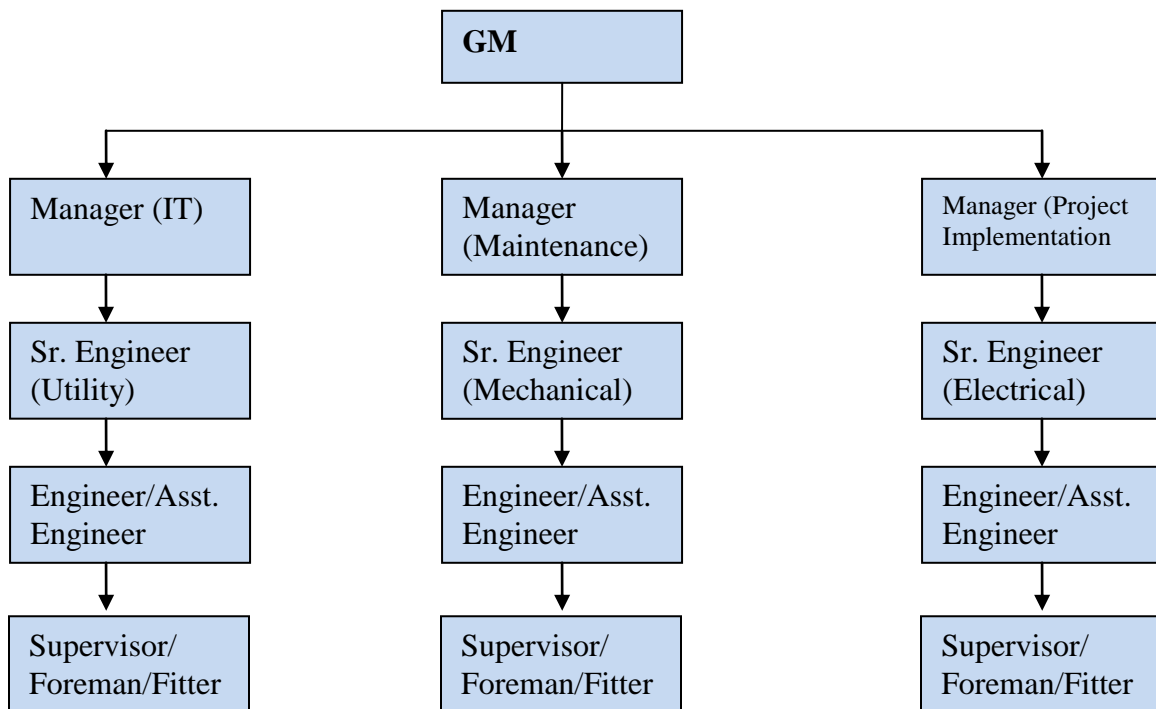 GM
Manager (IT)
Manager
(Maintenance)
Manager (Project
Implementation
Sr. Engineer
(Utility)
Sr. Engineer
(Mechanical)
Sr. Engineer
(Electrical)
Engineer/Asst.
Engineer
Engineer/Asst.
Engineer
Engineer/Asst.
Engineer
Supervisor/
Foreman/Fitter
Supervisor/
Foreman/Fitter
Supervisor/
Foreman/Fitter